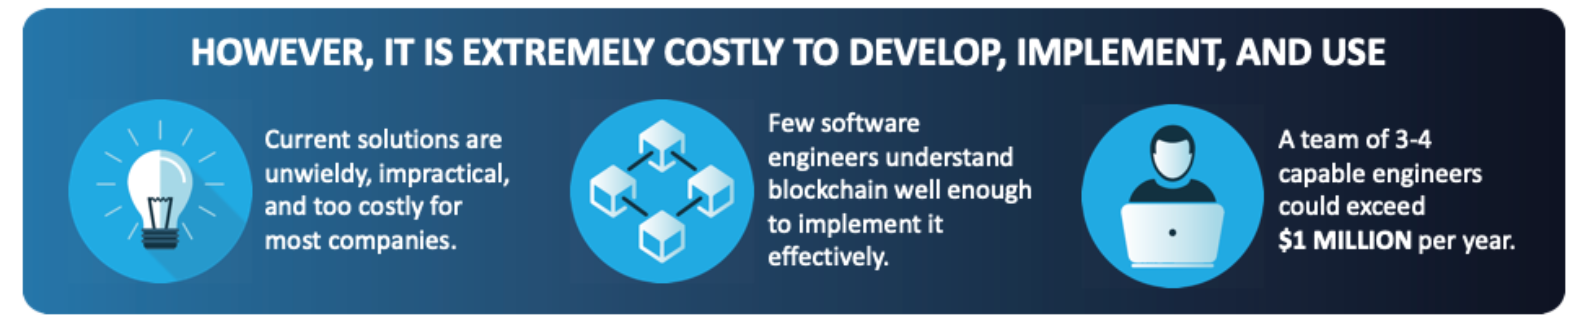 HOWEVER, IT IS EXTREMELY COSTLY TO DEVELOP, IMPLEMENT, AND USE
Current solutions are
unwieldy, impractical,
and too costly for
most companies.
Few software
engineers understand
blockchain well enough
to implement it
effectively.
A team of 3-4
capable engineers
could exceed
$1 MILLION per year.